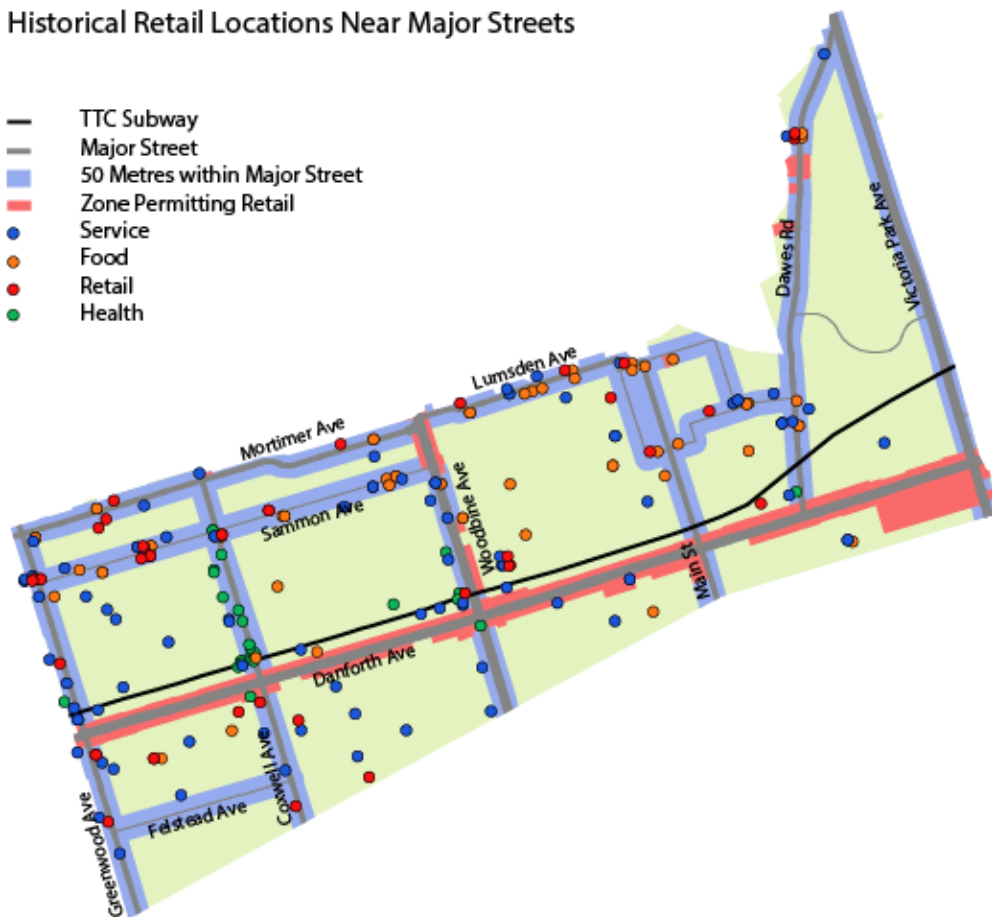 Historical Retail Locations Near Major Streets
TTC Subway
Major Street
50 Metres within Major Street
Zone Permitting Retail
Service
Food
Retail
Health
Victoria Park Ave
Dawes Rd
Lumsden Ave
Mortimer Ave
Sammon Ave
Woodbine Ave
Main St
Danforth Ave
Coxwell Ave
Felstead Ave
Greenwood Ave